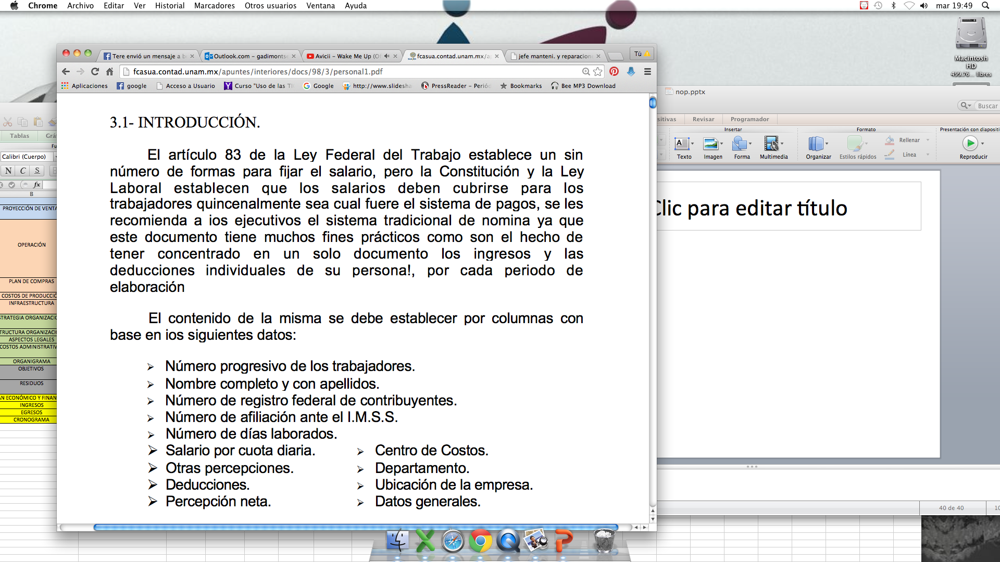 Chrome Archivo Editar Ver Historial Marcadores Otros usuarios Ventana Ayuda
mar 19:49
Macintosh
HD
499.76... libres
Tere envió un mensaje a
Outlook.com – gadimontse
Avicii – Wake Me Up (O
fcasua.contad.unam.mx/a
jefe manteni. y reparacion
Tú
fcasua.contad.unam.mx/apuntes/interiores/docs/98/3/personal1.pdf
Aplicaciones
google
Acceso a Usuario
Curso "Uso de las TI
Google
http://www.slidesha
PressReader – Perió
Bookmarks
Bee MP3 Download
3.1- INTRODUCCIÓN.
El artículo 83 de la Ley Federal del Trabajo establece un sin
número de formas para fijar el salario, pero la Constitución y la Ley
Laboral establecen que los salarios deben cubrirse para los
trabajadores quincenalmente sea cual fuere el sistema de pagos, se les
recomienda a ios ejecutivos el sistema tradicional de nomina ya que
este documento tiene muchos fines prácticos como son el hecho de
tener concentrado en un solo documento los ingresos y las
deducciones individuales de su persona!, por cada periodo de
elaboración
El contenido de la misma se debe establecer por columnas con
base en ios siguientes datos:
Número progresivo de los trabajadores.
Nombre completo y con apellidos.
Número de registro federal de contribuyentes.
Número de afiliación ante el I.M.S.S.
Número de días laborados.
Salario por cuota diaria.
Otras percepciones.
Deducciones.
Percepción neta.
Centro de Costos.
Departamento.
Ubicación de la empresa.
Datos generales.
Tablas
Grá
Fu
Calibri (Cuerpo)
N C S
fx
B
PROYECCIÓN DE VENTA
OPERACIÓN
PLAN DE COMPRAS
COSTOS DE PRODUCCIÓ
INFRAESTRUCTURA
STRATEGIA ORGANIZACIO
TRUCTURA ORGANIZACIO
ASPECTOS LEGALES
COSTOS ADMINISTRATIV
ORGANIGRAMA
OBJETIVOS
RESIDUOS
AN ECONÓMICO Y FINAN
INGRESOS
EGRESOS
CRONOGRAMA
nop.pptx
Buscar
sitivas
Revisar
Programador
Insertar
Formato
Presentación con diapositi
Texto
Imagen
Forma
Multimedia
Organizar
Estilos rápidos
Rellenar
Línea
Reproducir
Clic para editar título
40 de 40
10